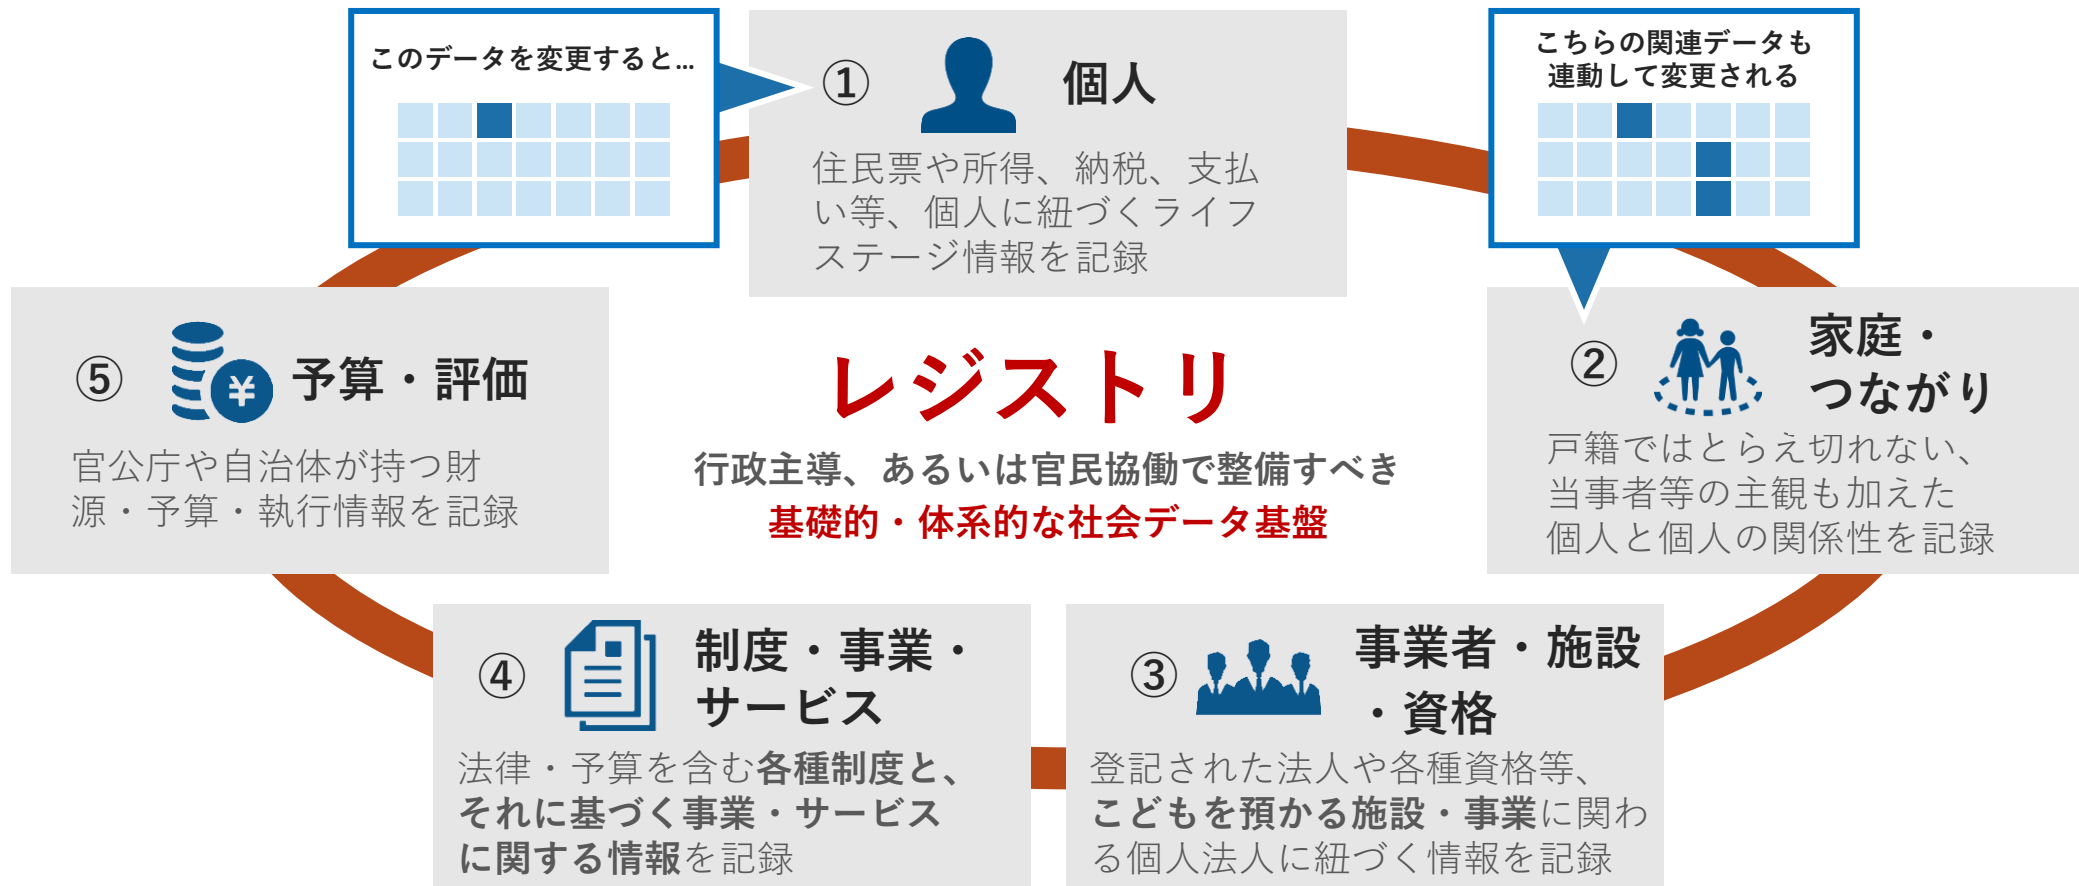 このデータを変更すると…
① 個人
住民票や所得、納税、支払
い等、個人に紐づくライフ
ステージ情報を記録
こちらの関連データも
連動して変更される
② 家庭・
つながり
戸籍ではとらえ切れない、
当事者等の主観も加えた
個人と個人の関係性を記録
レジストリ
行政主導、あるいは官民協働で整備すべき
基礎的・体系的な社会データ基盤
⑤ ¥ 予算・評価
官公庁や自治体が持つ財
源・予算・執行情報を記録
④ 制度・事業・
サービス
法律・予算を含む各種制度と、
それに基づく事業・サービス
に関する情報を記録
③ 事業者・施設
・資格
登記された法人や各種資格等、
こどもを預かる施設・事業に関わ
る個人法人に紐づく情報を記録